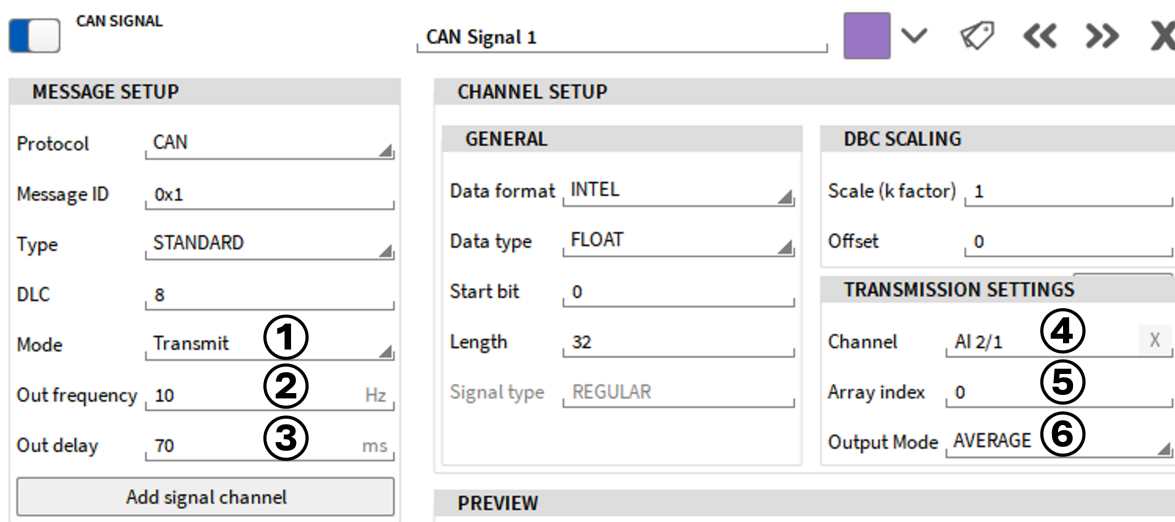 CAN SIGNAL
CAN Signal 1
MESSAGE SETUP
Protocol CAN
Message ID 0x1
Type STANDARD
DLC 8
Mode Transmit ①
Out frequency 10 ② Hz
Out delay 70 ③ ms
Add signal channel
CHANNEL SETUP
GENERAL
Data format INTEL
Data type FLOAT
Start bit 0
Length 32
Signal type REGULAR
DBC SCALING
Scale (k factor) 1
Offset 0
TRANSMISSION SETTINGS
Channel AI 2/1 ④ X
Array index 0 ⑤
Output Mode AVERAGE ⑥
PREVIEW